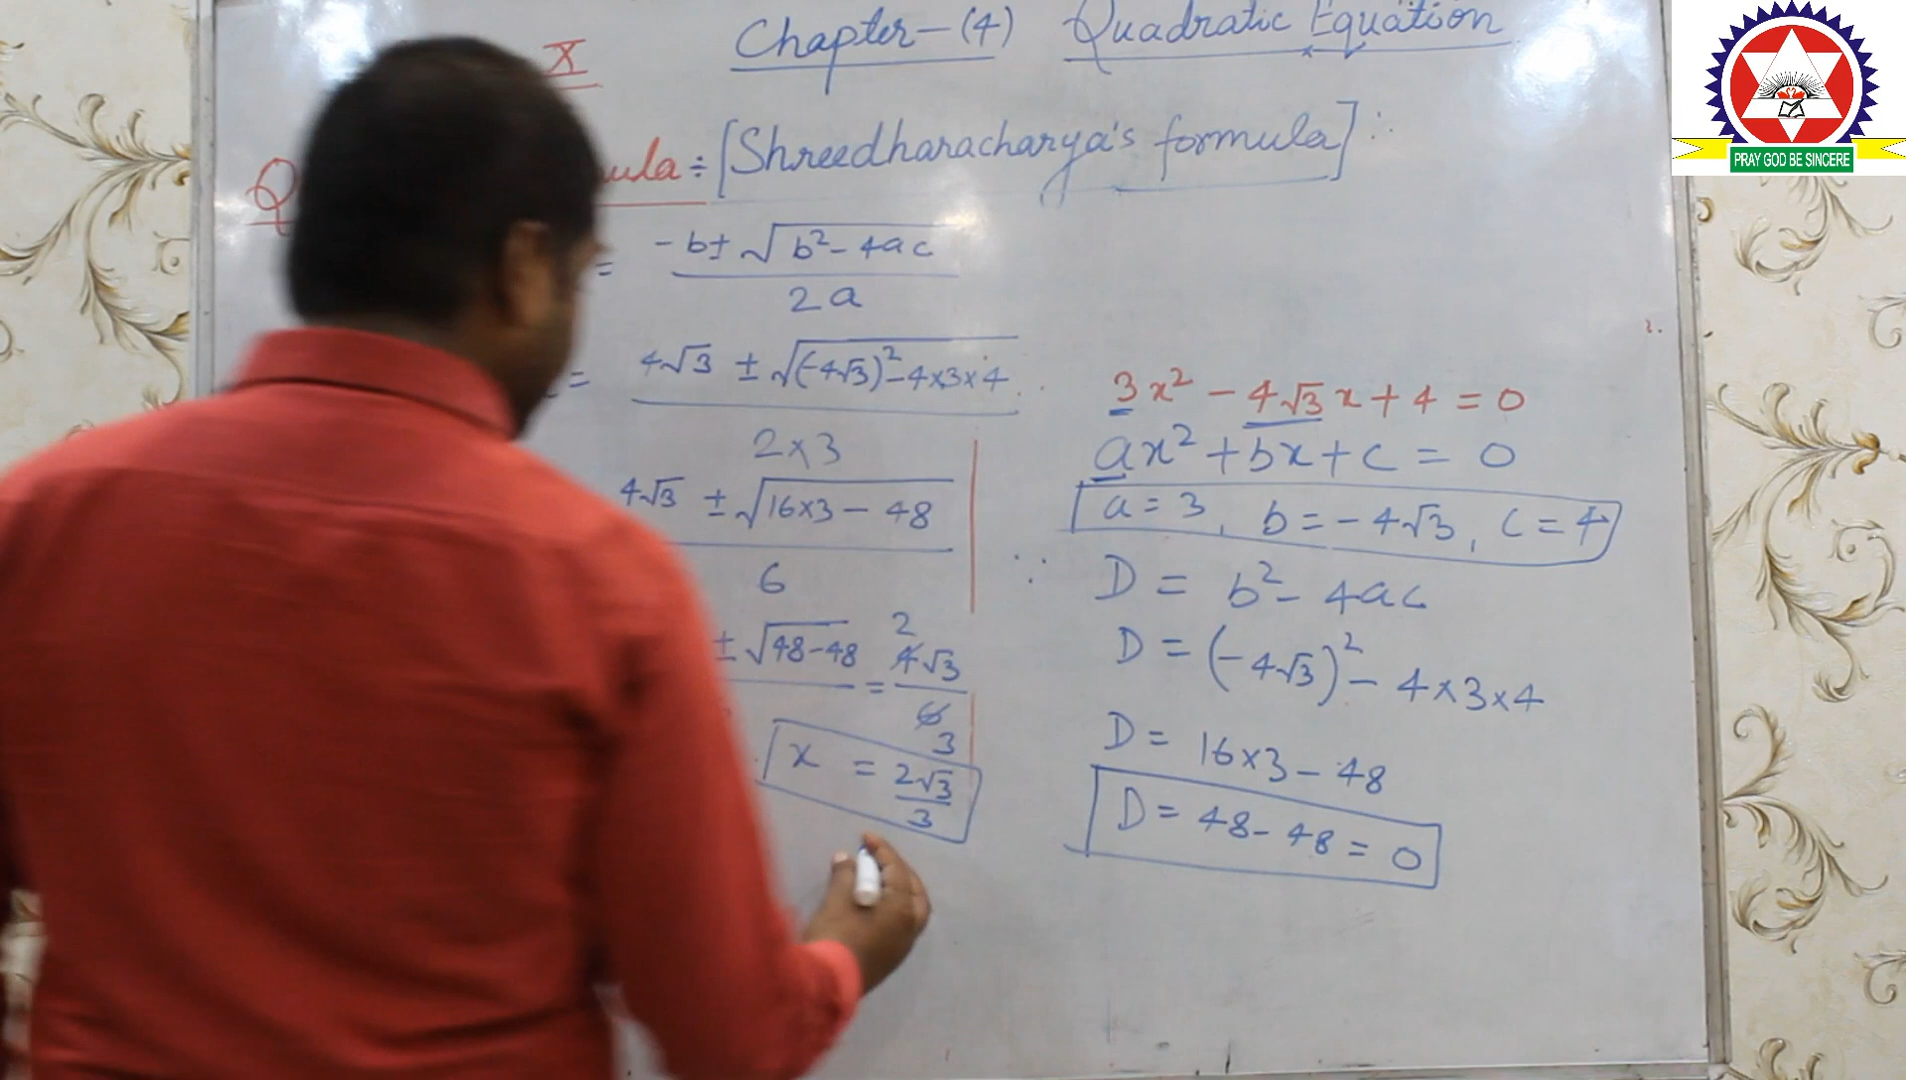 X
Chapter-(4) Quadratic Equation
ula ÷ [Shreedharacharya's formula] :
= -b ± √(b² - 4ac) / 2a
= 4√3 ± √((-4√3)² - 4×3×4) / 2×3
4√3 ± √(16×3 - 48) / 6
± √(48-48) = 4√3 / 6
2
3
x = 2√3 / 3
3x² - 4√3x + 4 = 0
ax² + bx + c = 0
a = 3, b = -4√3, c = 4
∵ D = b² - 4ac
D = (-4√3)² - 4×3×4
D = 16×3 - 48
D = 48 - 48 = 0
PRAY GOD BE SINCERE